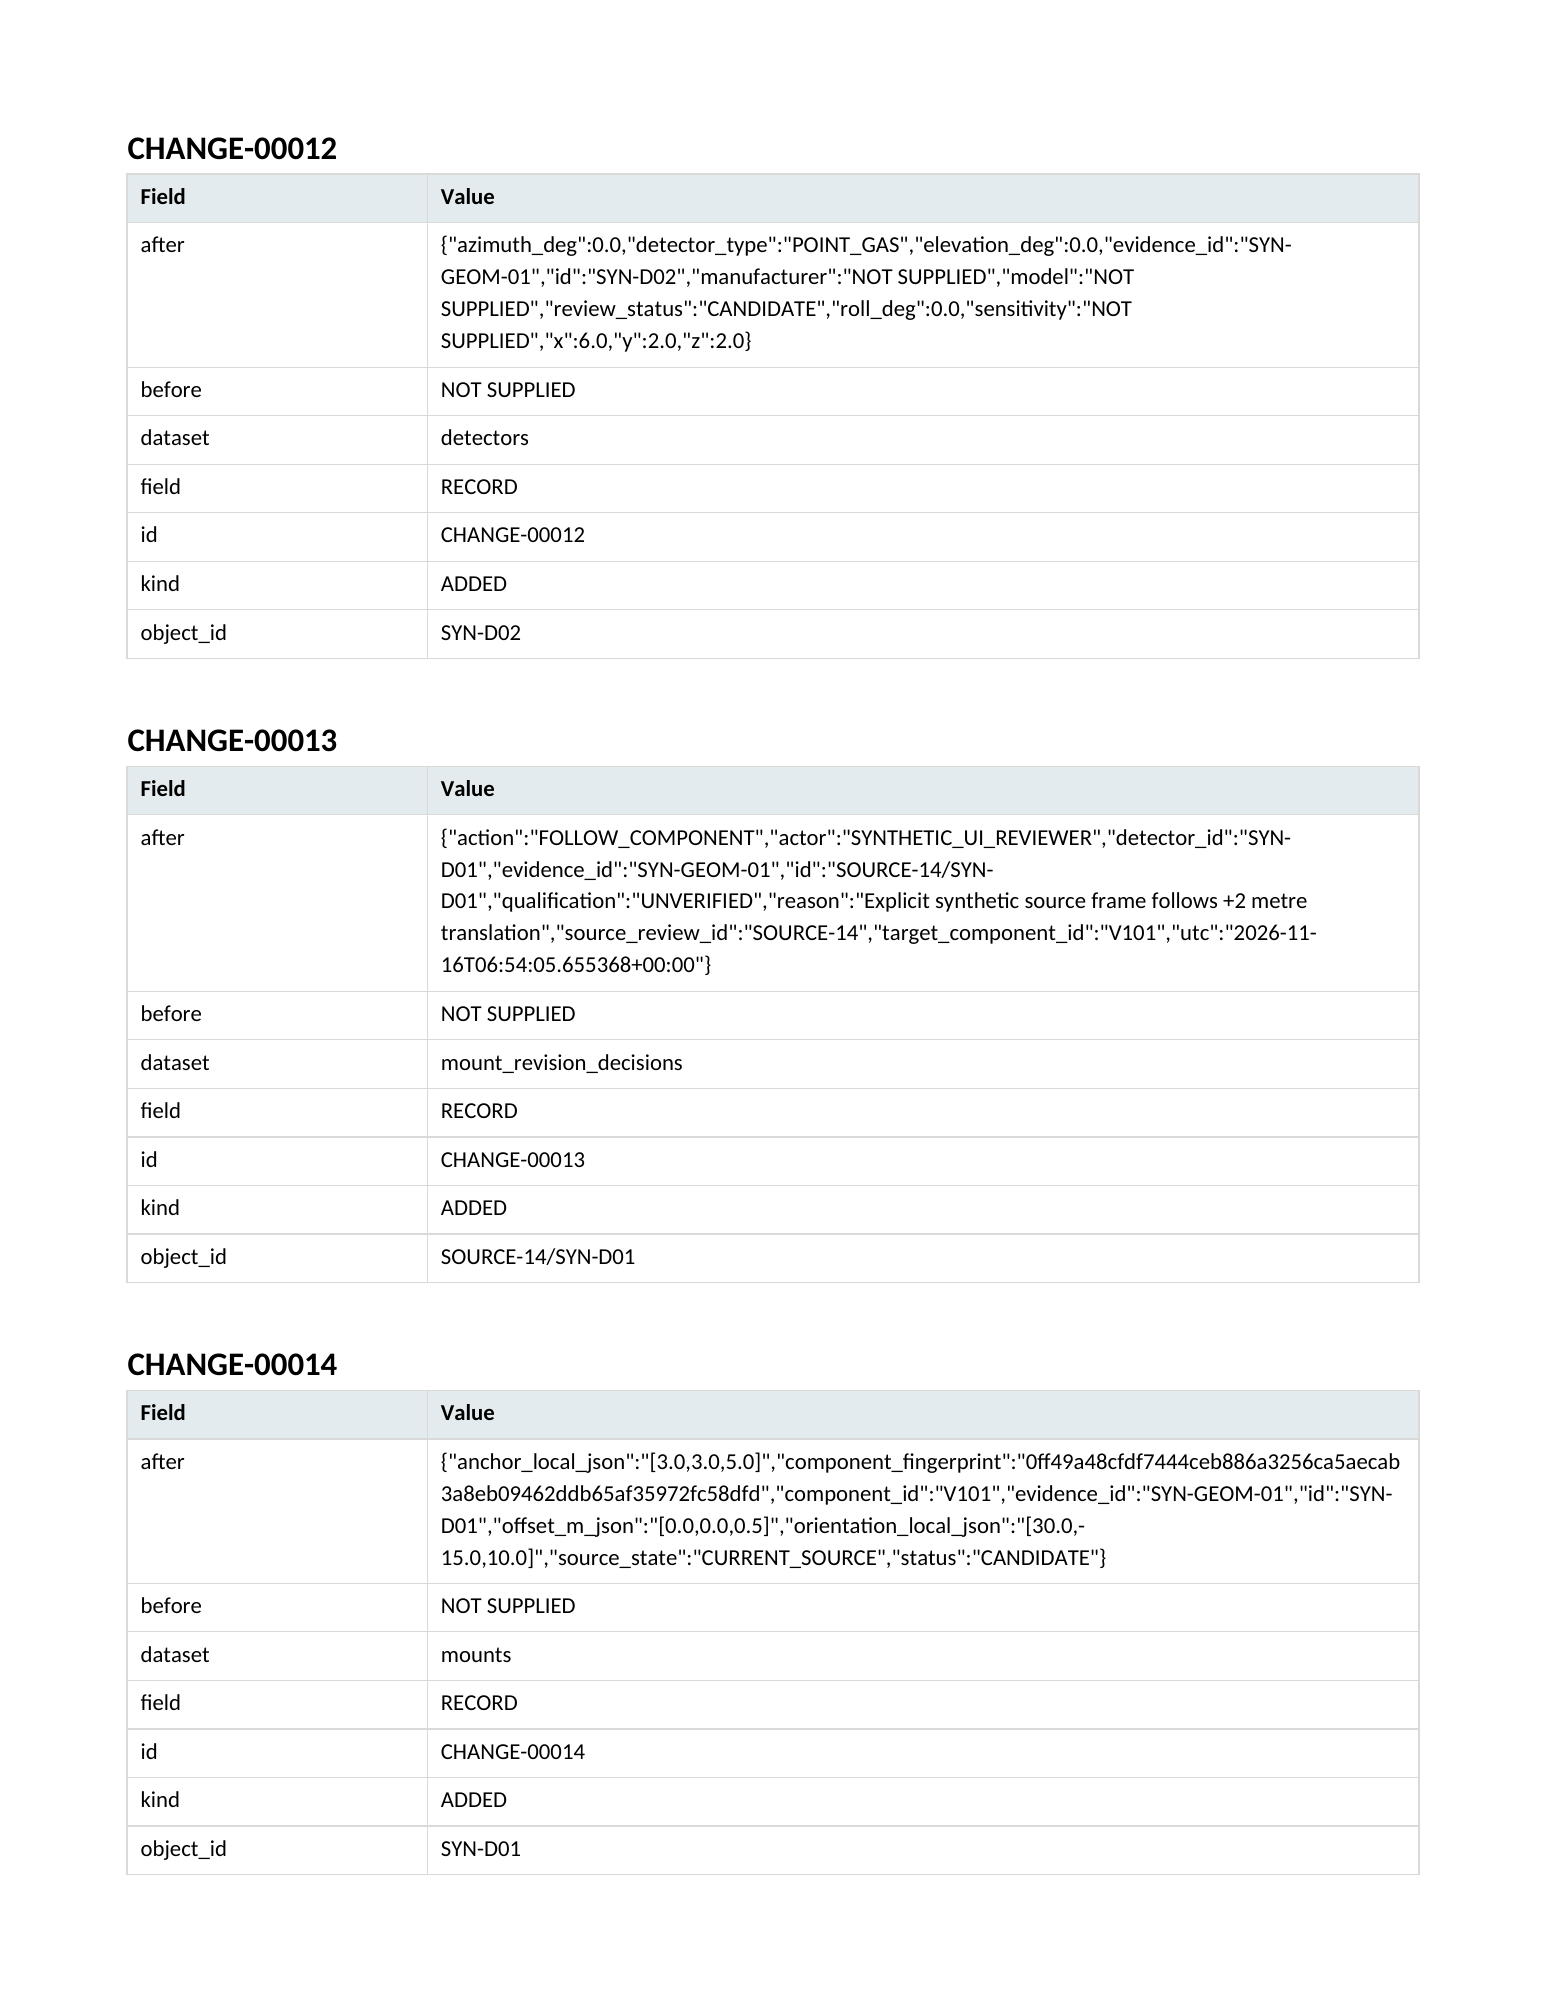 CHANGE-00012
Field Value
after {"azimuth_deg":0.0,"detector_type":"POINT_GAS","elevation_deg":0.0,"evidence_id":"SYN-
GEOM-01","id":"SYN-D02","manufacturer":"NOT SUPPLIED","model":"NOT
SUPPLIED","review_status":"CANDIDATE","roll_deg":0.0,"sensitivity":"NOT
SUPPLIED","x":6.0,"y":2.0,"z":2.0}
before NOT SUPPLIED
dataset detectors
field RECORD
id CHANGE-00012
kind ADDED
object_id SYN-D02
CHANGE-00013
Field Value
after {"action":"FOLLOW_COMPONENT","actor":"SYNTHETIC_UI_REVIEWER","detector_id":"SYN-
D01","evidence_id":"SYN-GEOM-01","id":"SOURCE-14/SYN-
D01","qualification":"UNVERIFIED","reason":"Explicit synthetic source frame follows +2 metre
translation","source_review_id":"SOURCE-14","target_component_id":"V101","utc":"2026-11-
16T06:54:05.655368+00:00"}
before NOT SUPPLIED
dataset mount_revision_decisions
field RECORD
id CHANGE-00013
kind ADDED
object_id SOURCE-14/SYN-D01
CHANGE-00014
Field Value
after {"anchor_local_json":"[3.0,3.0,5.0]","component_fingerprint":"0ff49a48cfdf7444ceb886a3256ca5aecab
3a8eb09462ddb65af35972fc58dfd","component_id":"V101","evidence_id":"SYN-GEOM-01","id":"SYN-
D01","offset_m_json":"[0.0,0.0,0.5]","orientation_local_json":"[30.0,-
15.0,10.0]","source_state":"CURRENT_SOURCE","status":"CANDIDATE"}
before NOT SUPPLIED
dataset mounts
field RECORD
id CHANGE-00014
kind ADDED
object_id SYN-D01